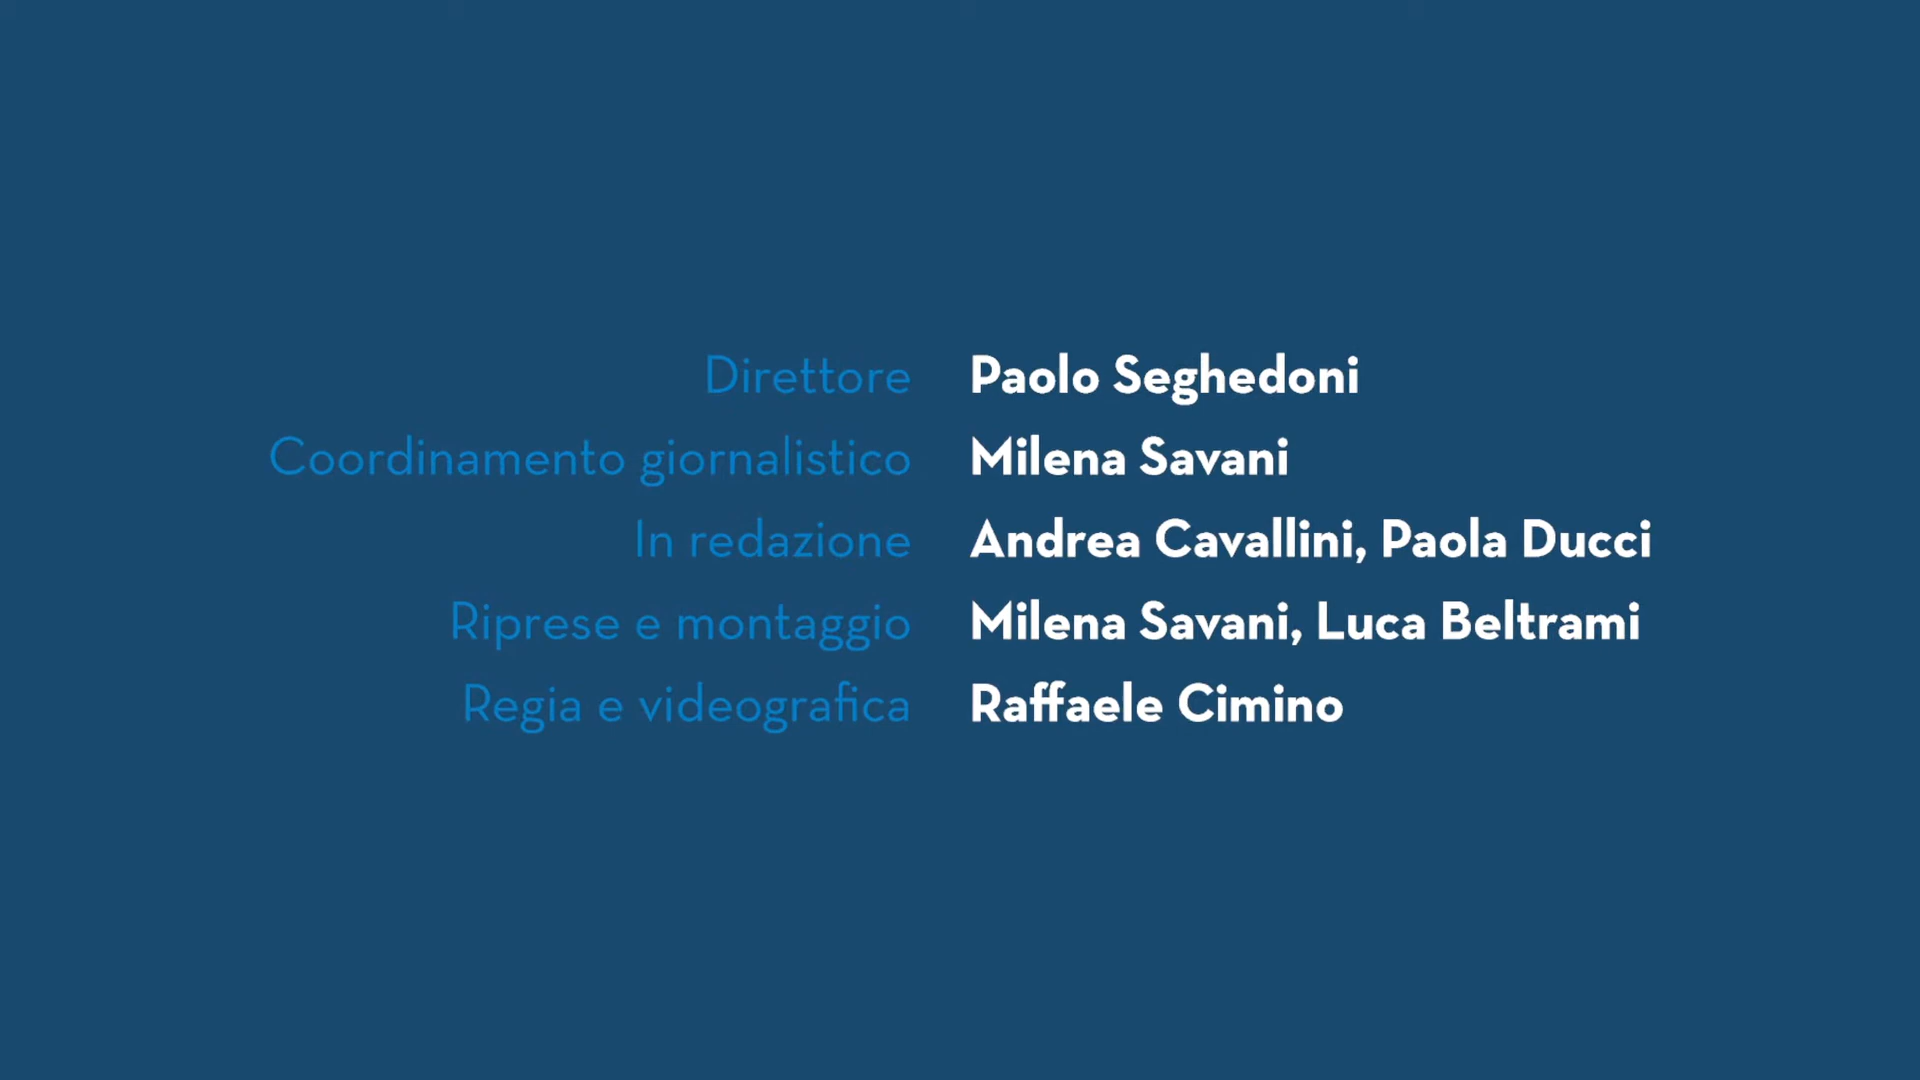 Direttore Paolo Seghedoni
Coordinamento giornalistico Milena Savani
In redazione Andrea Cavallini, Paola Ducci
Riprese e montaggio Milena Savani, Luca Beltrami
Regia e videografica Raffaele Cimino